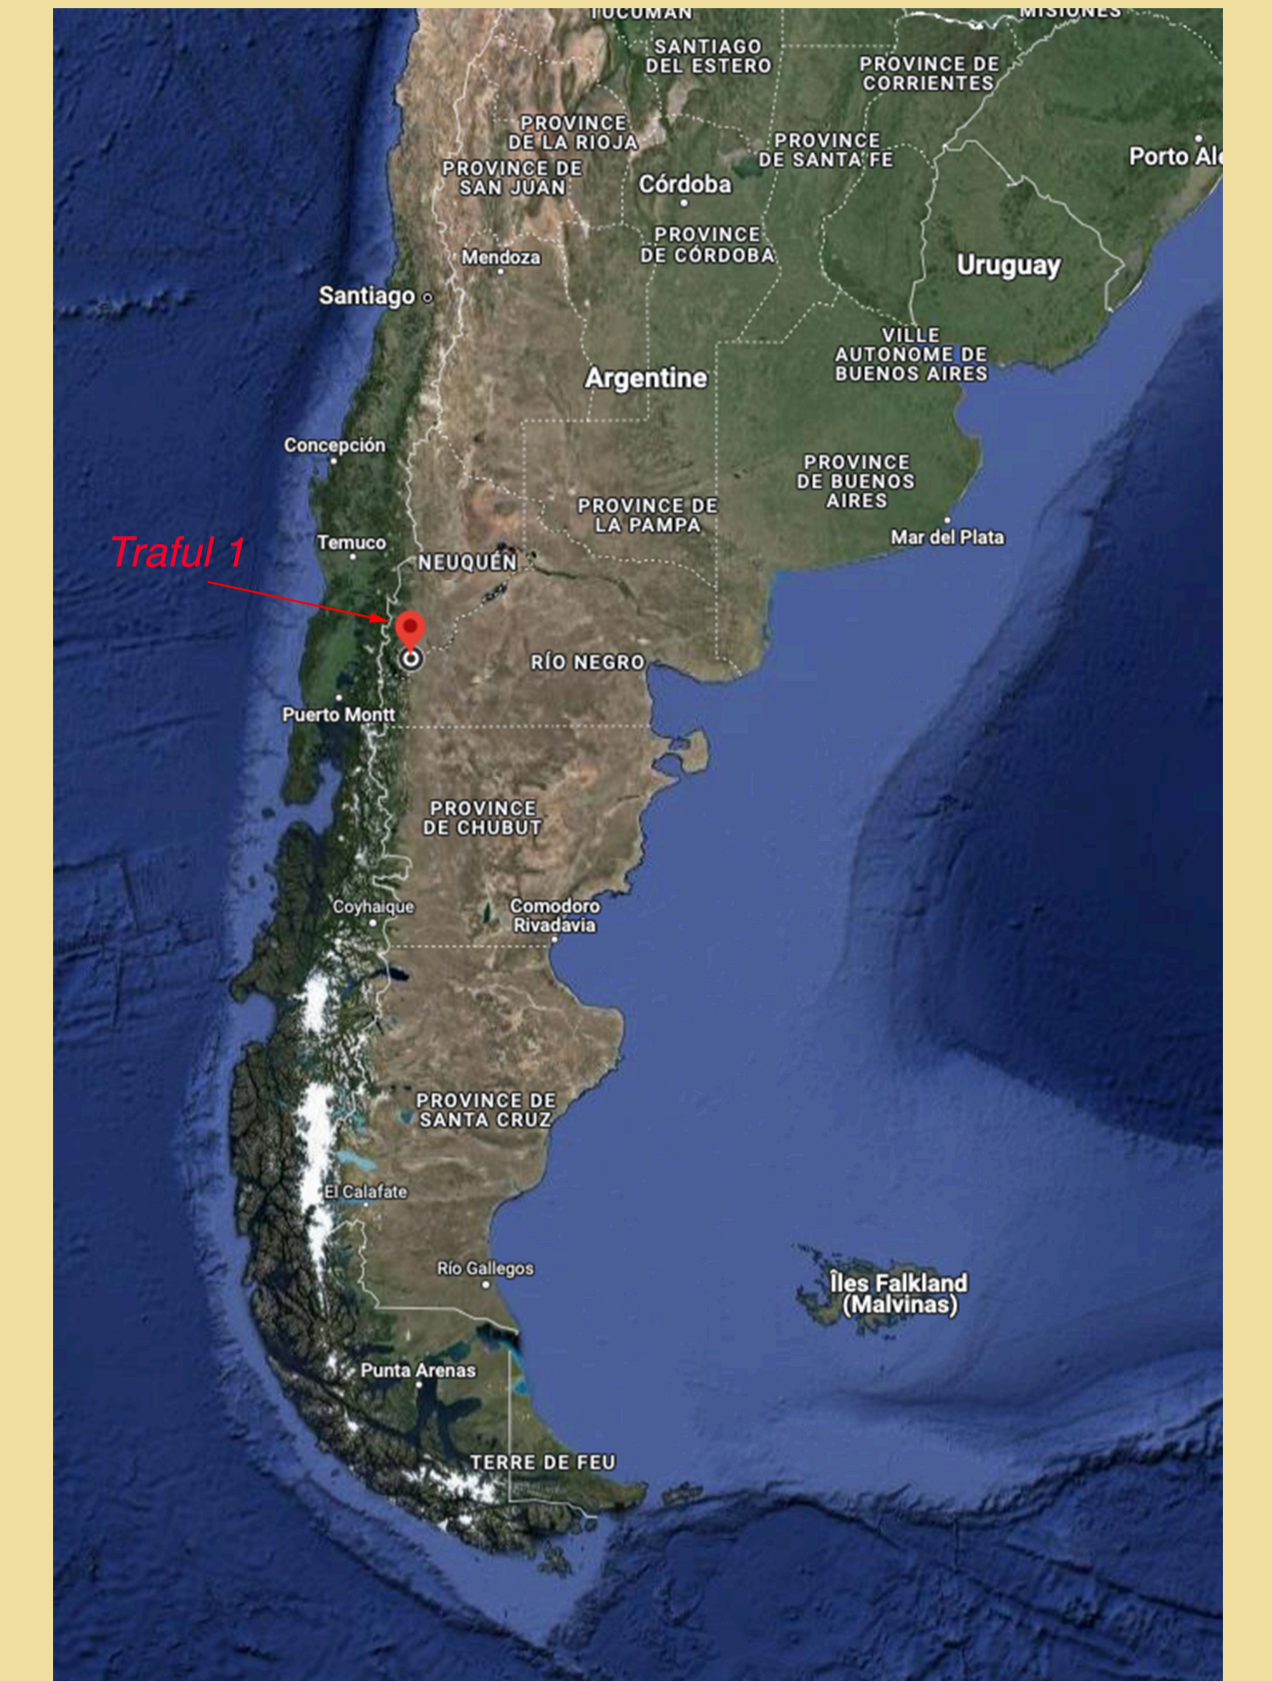 TUCUMÁN
MISIONES
SANTIAGO
DEL ESTERO
PROVINCE DE
CORRIENTES
PROVINCE
DE LA RIOJA
PROVINCE
DE SANTA FE
Porto Ale
PROVINCE DE
SAN JUAN
Córdoba
PROVINCE
DE CÓRDOBA
Mendoza
Uruguay
Santiago
VILLE
AUTONOME DE
BUENOS AIRES
Argentine
Concepción
PROVINCE
DE BUENOS
AIRES
PROVINCE DE
LA PAMPA
Mar del Plata
Temuco
Traful 1
NEUQUÉN
RÍO NEGRO
Puerto Montt
PROVINCE
DE CHUBUT
Coyhaique
Comodoro
Rivadavia
PROVINCE DE
SANTA CRUZ
El Calafate
Río Gallegos
Îles Falkland
(Malvinas)
Punta Arenas
TERRE DE FEU